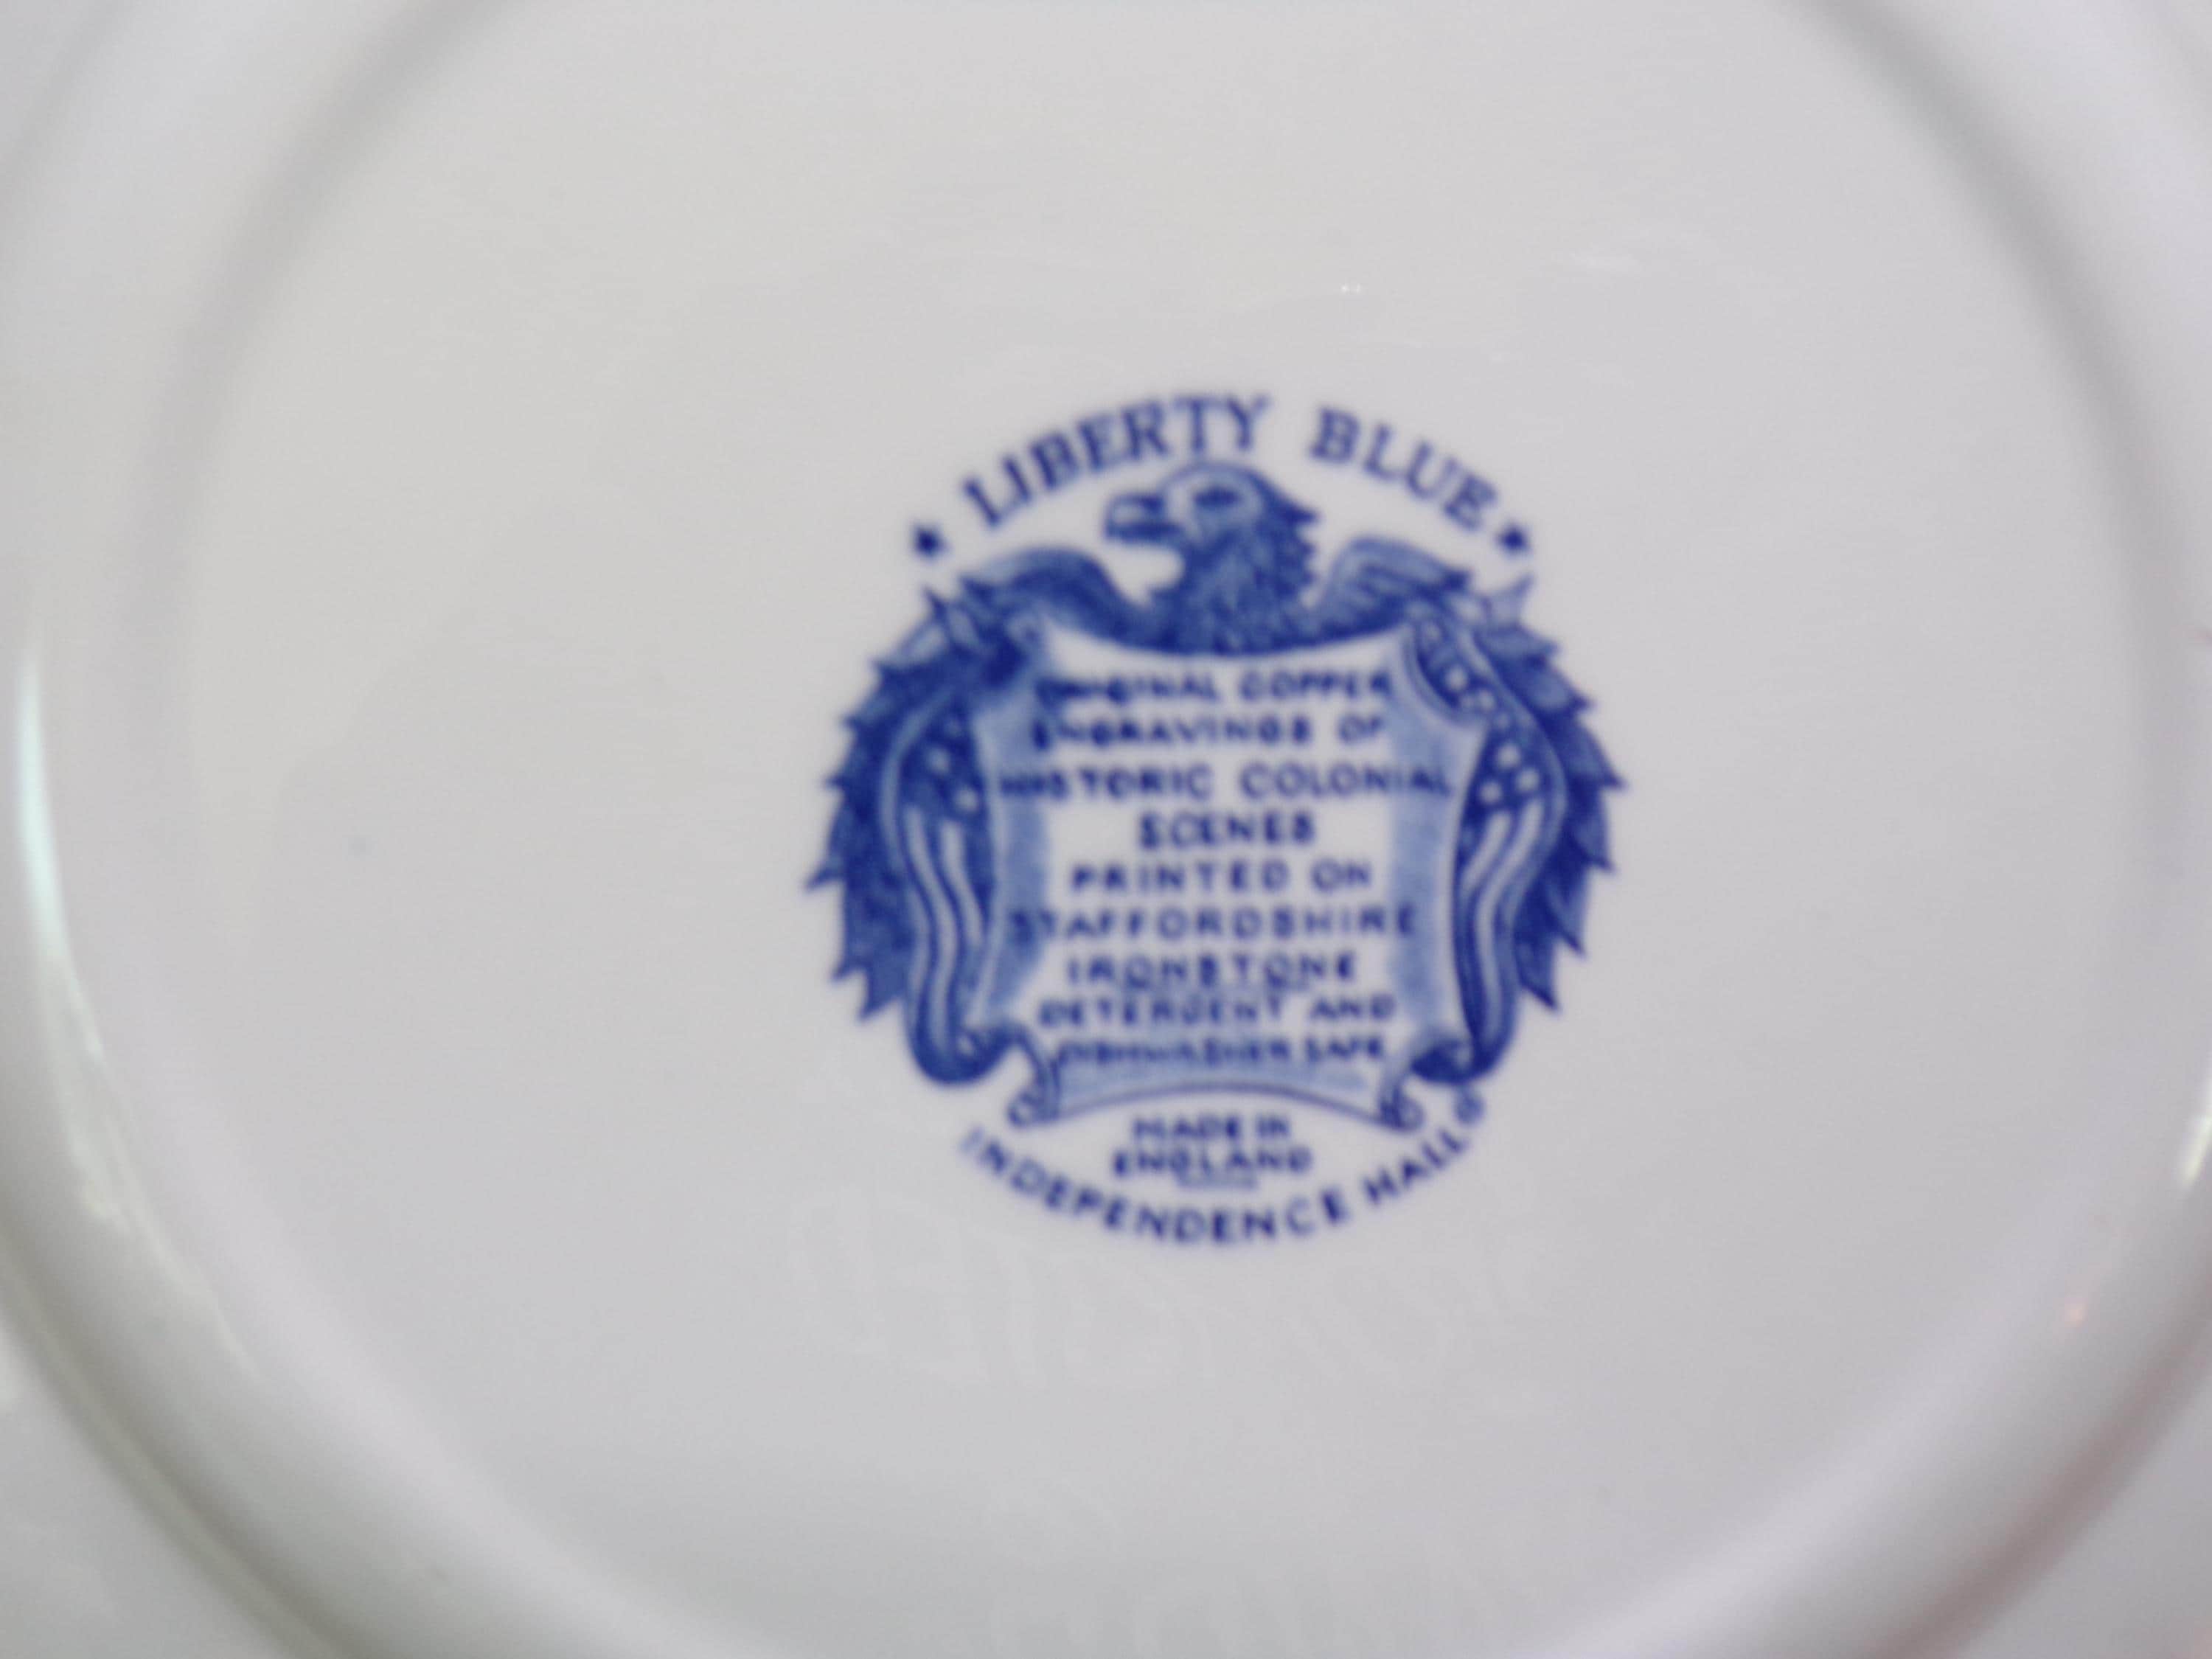 LIBERTY BLUE
ORIGINAL COPPER
ENGRAVINGS OF
HISTORIC COLONIAL
SCENES
PRINTED ON
STAFFORDSHIRE
IRONSTONE
DETERGENT AND
DISHWASHER SAFE
MADE IN
ENGLAND
INDEPENDENCE HALL